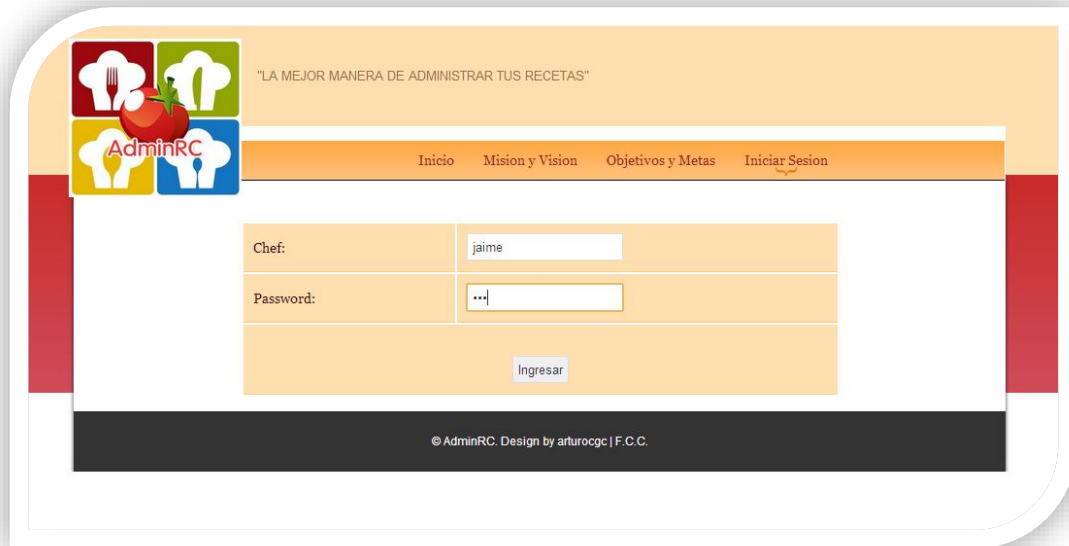 "LA MEJOR MANERA DE ADMINISTRAR TUS RECETAS"
AdminRC
Inicio Mision y Vision Objetivos y Metas Iniciar Sesion
Chef: jaime
Password: •••
Ingresar
© AdminRC. Design by arturocgc | F.C.C.